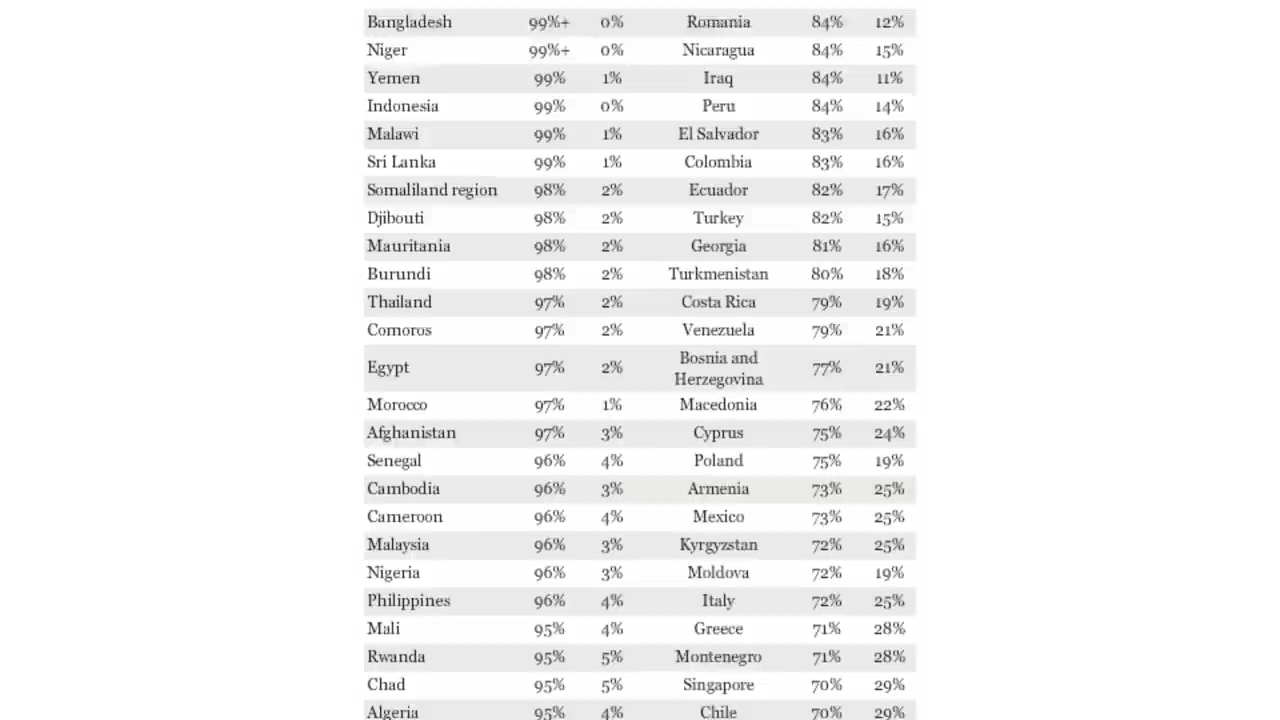 Bangladesh 99%+ 0% Romania 84% 12%
Niger 99%+ 0% Nicaragua 84% 15%
Yemen 99% 1% Iraq 84% 11%
Indonesia 99% 0% Peru 84% 14%
Malawi 99% 1% El Salvador 83% 16%
Sri Lanka 99% 1% Colombia 83% 16%
Somaliland region 98% 2% Ecuador 82% 17%
Djibouti 98% 2% Turkey 82% 15%
Mauritania 98% 2% Georgia 81% 16%
Burundi 98% 2% Turkmenistan 80% 18%
Thailand 97% 2% Costa Rica 79% 19%
Comoros 97% 2% Venezuela 79% 21%
Egypt 97% 2% Bosnia and
Herzegovina 77% 21%
Morocco 97% 1% Macedonia 76% 22%
Afghanistan 97% 3% Cyprus 75% 24%
Senegal 96% 4% Poland 75% 19%
Cambodia 96% 3% Armenia 73% 25%
Cameroon 96% 4% Mexico 73% 25%
Malaysia 96% 3% Kyrgyzstan 72% 25%
Nigeria 96% 3% Moldova 72% 19%
Philippines 96% 4% Italy 72% 25%
Mali 95% 4% Greece 71% 28%
Rwanda 95% 5% Montenegro 71% 28%
Chad 95% 5% Singapore 70% 29%
Algeria 95% 4% Chile 70% 29%